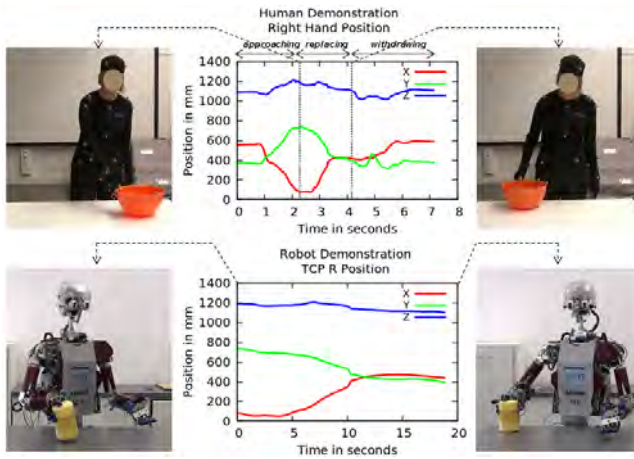 Human Demonstration
Right Hand Position
approaching replacing withdrawing
1400
1200
1000
800
600
400
200
0
Position in mm
X
Y
Z
0 1 2 3 4 5 6 7 8
Time in seconds
Robot Demonstration
TCP R Position
1400
1200
1000
800
600
400
200
0
Position in mm
X
Y
Z
0 5 10 15 20
Time in seconds